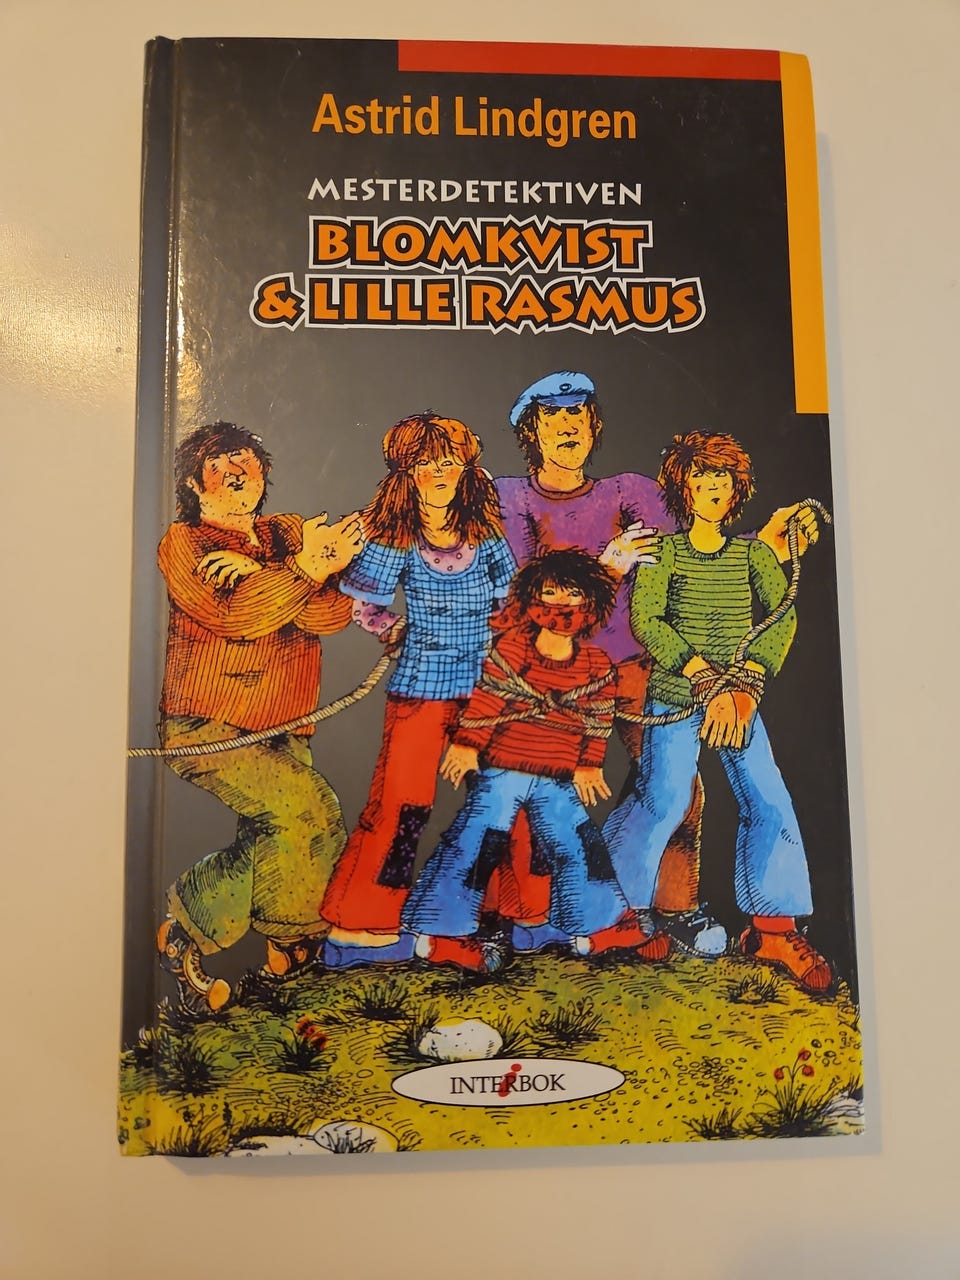 Astrid Lindgren
MESTERDETEKTIVEN
BLOMKVIST
& LILLE RASMUS
INTERBOK